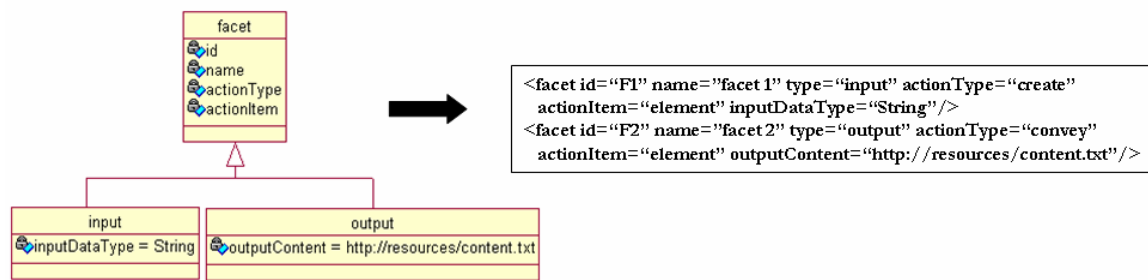 facet
id
name
actionType
actionItem
input
inputDataType = String
output
outputContent = http://resources/content.txt
<facet id=“F1” name=”facet 1” type=”input” actionType=“create”
actionItem=“element” inputDataType=“String”/>
<facet id=“F2” name=”facet 2” type=”output” actionType=“convey”
actionItem=“element” outputContent=“http://resources/content.txt”/>